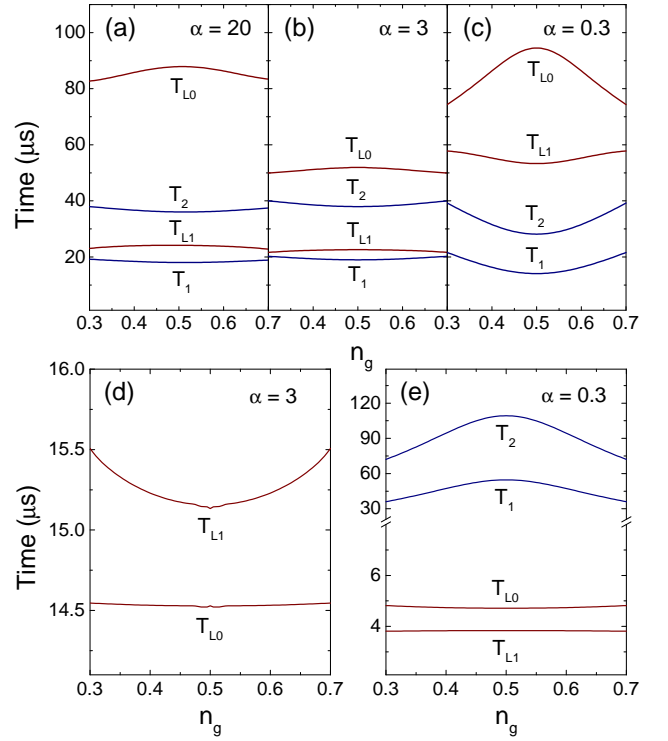 100
80
60
40
20
Time (μs)
(a)
α = 20
T_L0
T_2
T_L1
T_1
(b)
α = 3
T_L0
T_2
T_L1
T_1
(c)
α = 0.3
T_L0
T_L1
T_2
T_1
0.3 0.4 0.5 0.6 0.7 0.4 0.5 0.6 0.3 0.4 0.5 0.6 0.7
n_g
16.0
15.5
15.0
14.5
Time (μs)
(d)
α = 3
T_L1
T_L0
0.3 0.4 0.5 0.6 0.7
n_g
120
90
60
30
6
4
(e)
α = 0.3
T_2
T_1
T_L0
T_L1
0.3 0.4 0.5 0.6 0.7
n_g